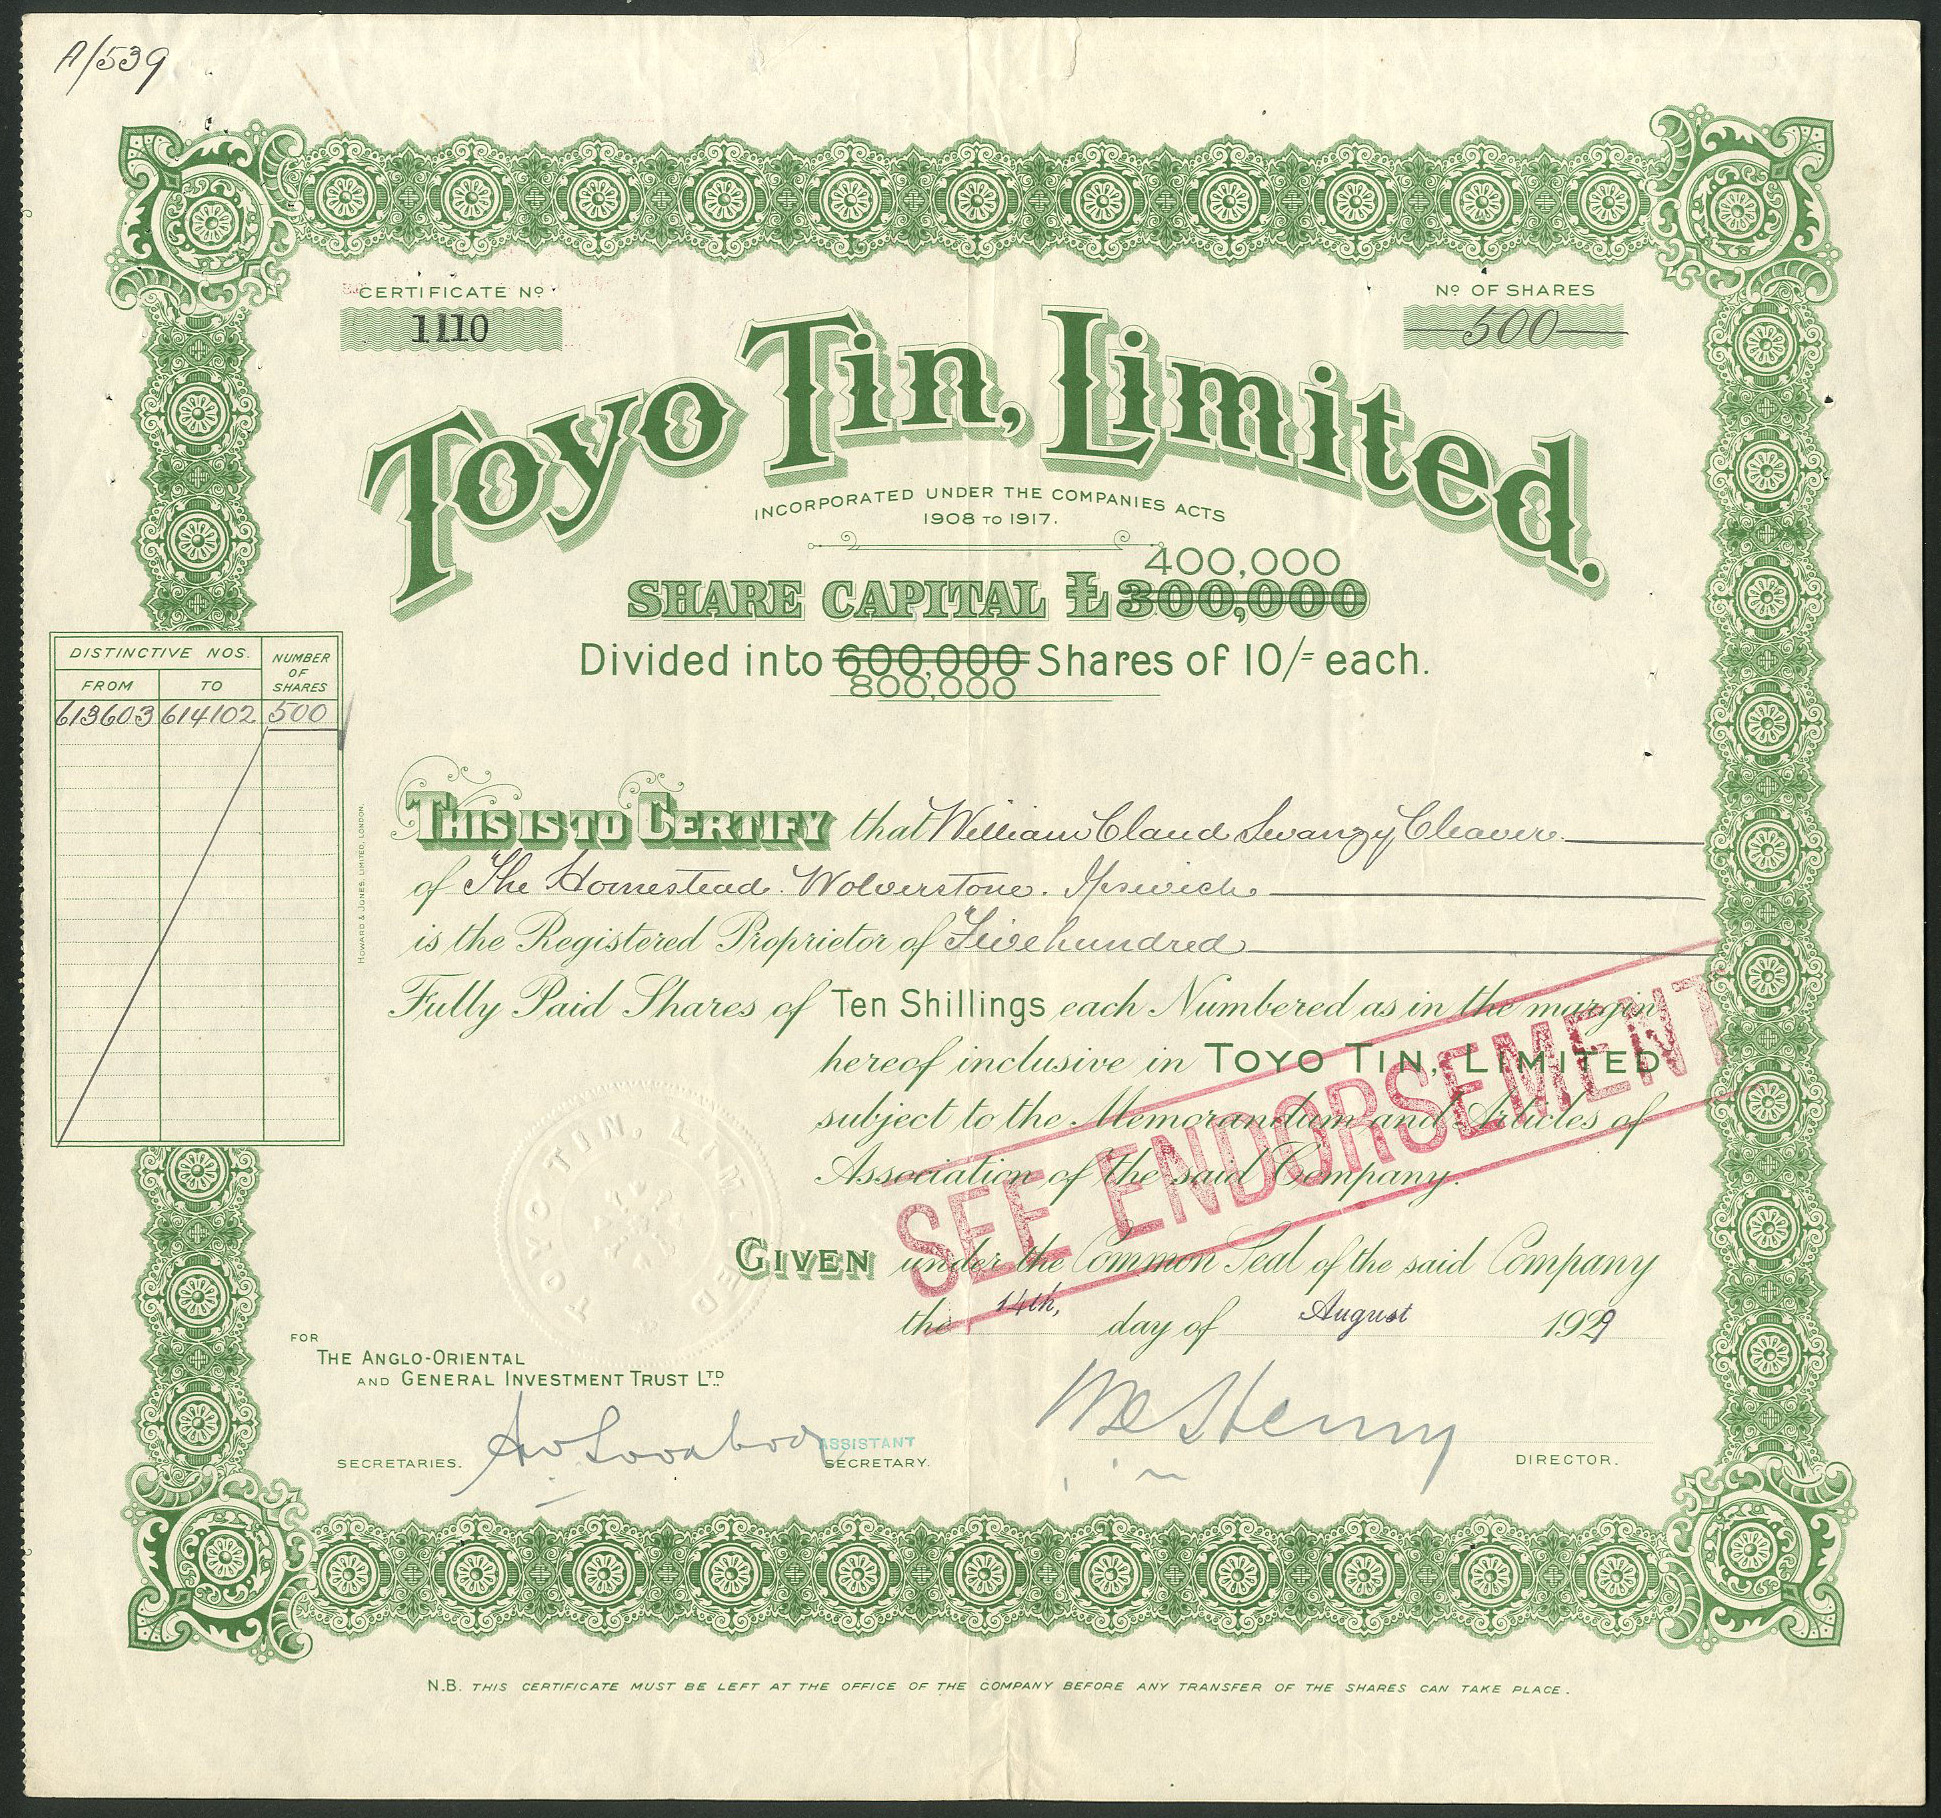 A/539
CERTIFICATE Nº
1110
Nº OF SHARES
500
Toyo Tin, Limited.
INCORPORATED UNDER THE COMPANIES ACTS
1908 TO 1917.
400,000
SHARE CAPITAL £300,000
Divided into 600,000 Shares of 10/= each.
800,000
DISTINCTIVE NOS.
NUMBER OF SHARES
FROM
TO
613603 614102 500
HOWARD & JONES, LIMITED, LONDON.
THIS IS TO CERTIFY that William Claud Swanzy Cleaver
of The Homestead. Wolverstone. Ipswich
is the Registered Proprietor of Five hundred
Fully Paid Shares of Ten Shillings each Numbered as in the margin
hereof inclusive in TOYO TIN, LIMITED
subject to the Memorandum and Articles of
Association of the said Company.
SEE ENDORSEMENT
TOYO TIN, LIMITED
GIVEN under the Common Seal of the said Company
the 14th, day of August 1929
FOR
THE ANGLO-ORIENTAL
AND GENERAL INVESTMENT TRUST LTD.
SECRETARIES.
ASSISTANT
SECRETARY.
DIRECTOR.
N.B. THIS CERTIFICATE MUST BE LEFT AT THE OFFICE OF THE COMPANY BEFORE ANY TRANSFER OF THE SHARES CAN TAKE PLACE.